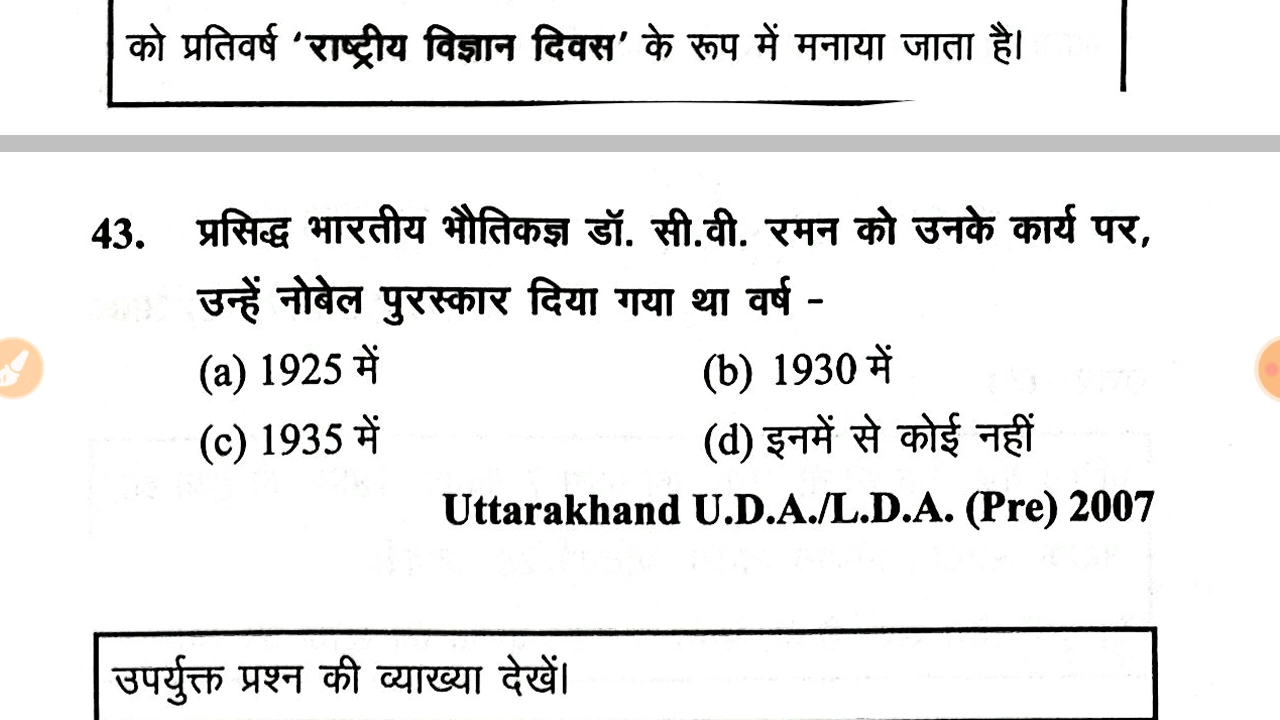 को प्रतिवर्ष ‘राष्ट्रीय विज्ञान दिवस’ के रूप में मनाया जाता है।
43. प्रसिद्ध भारतीय भौतिकज्ञ डॉ. सी.वी. रमन को उनके कार्य पर,
उन्हें नोबेल पुरस्कार दिया गया था वर्ष -
(a) 1925 में (b) 1930 में
(c) 1935 में (d) इनमें से कोई नहीं
Uttarakhand U.D.A./L.D.A. (Pre) 2007
उपर्युक्त प्रश्न की व्याख्या देखें।